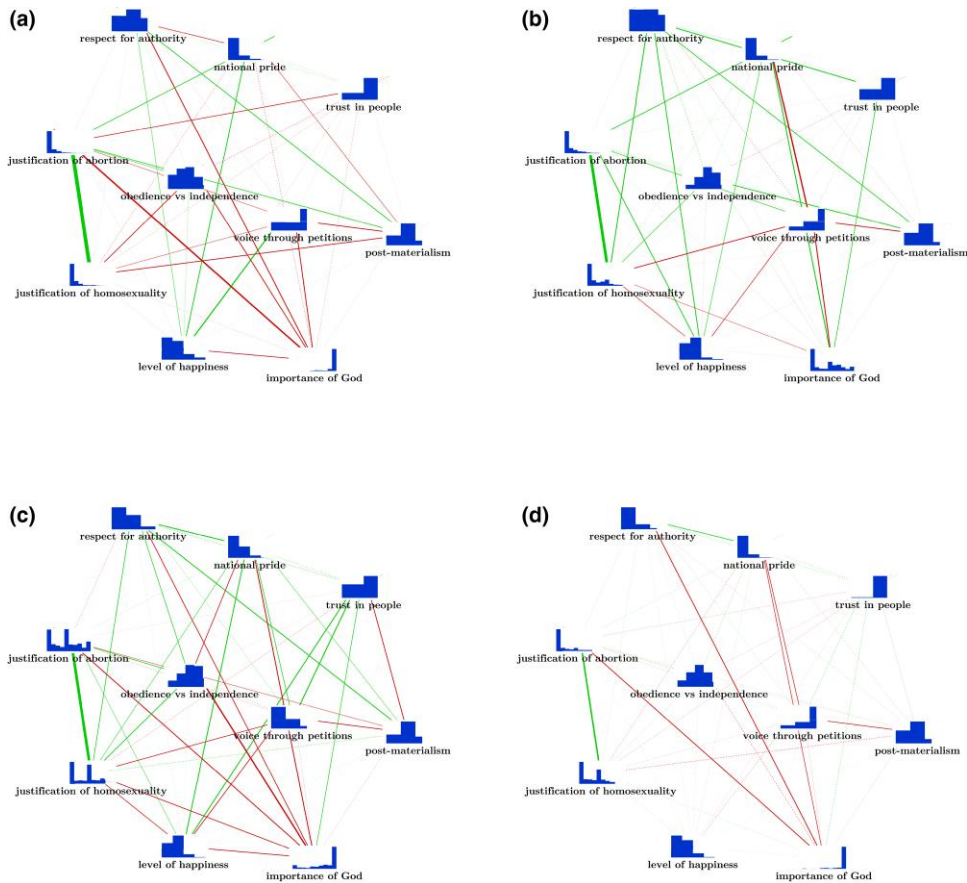 (a)
respect for authority
national pride
trust in people
justification of abortion
obedience vs independence
voice through petitions
post-materialism
justification of homosexuality
level of happiness
importance of God
(b)
respect for authority
national pride
trust in people
justification of abortion
obedience vs independence
voice through petitions
post-materialism
justification of homosexuality
level of happiness
importance of God
(c)
respect for authority
national pride
trust in people
justification of abortion
obedience vs independence
voice through petitions
post-materialism
justification of homosexuality
level of happiness
importance of God
(d)
respect for authority
national pride
trust in people
justification of abortion
obedience vs independence
voice through petitions
post-materialism
justification of homosexuality
level of happiness
importance of God